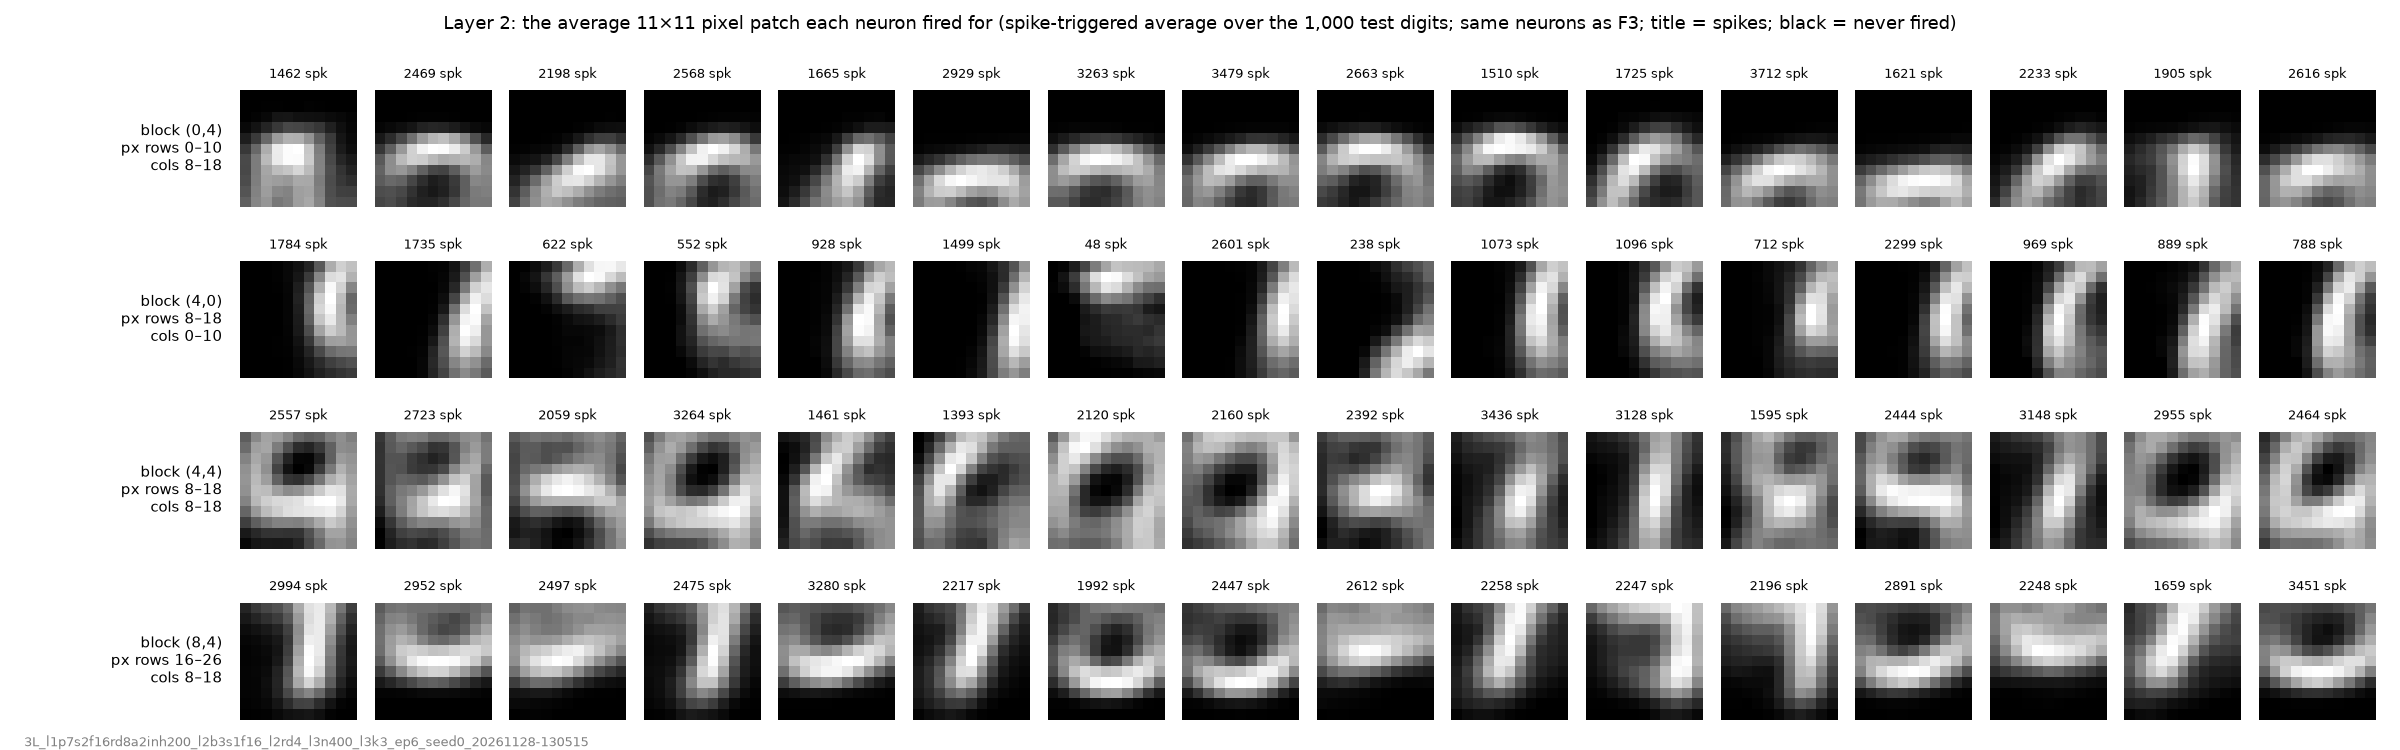 Layer 2: the average 11×11 pixel patch each neuron fired for (spike-triggered average over the 1,000 test digits; same neurons as F3; title = spikes; black = never fired)
1462 spk 2469 spk 2198 spk 2568 spk 1665 spk 2929 spk 3263 spk 3479 spk 2663 spk 1510 spk 1725 spk 3712 spk 1621 spk 2233 spk 1905 spk 2616 spk
block (0,4)
px rows 0–10
cols 8–18
1784 spk 1735 spk 622 spk 552 spk 928 spk 1499 spk 48 spk 2601 spk 238 spk 1073 spk 1096 spk 712 spk 2299 spk 969 spk 889 spk 788 spk
block (4,0)
px rows 8–18
cols 0–10
2557 spk 2723 spk 2059 spk 3264 spk 1461 spk 1393 spk 2120 spk 2160 spk 2392 spk 3436 spk 3128 spk 1595 spk 2444 spk 3148 spk 2955 spk 2464 spk
block (4,4)
px rows 8–18
cols 8–18
2994 spk 2952 spk 2497 spk 2475 spk 3280 spk 2217 spk 1992 spk 2447 spk 2612 spk 2258 spk 2247 spk 2196 spk 2891 spk 2248 spk 1659 spk 3451 spk
block (8,4)
px rows 16–26
cols 8–18
3L_l1p7s2f16rd8a2inh200_l2b3s1f16_l2rd4_l3n400_l3k3_ep6_seed0_20261128-130515